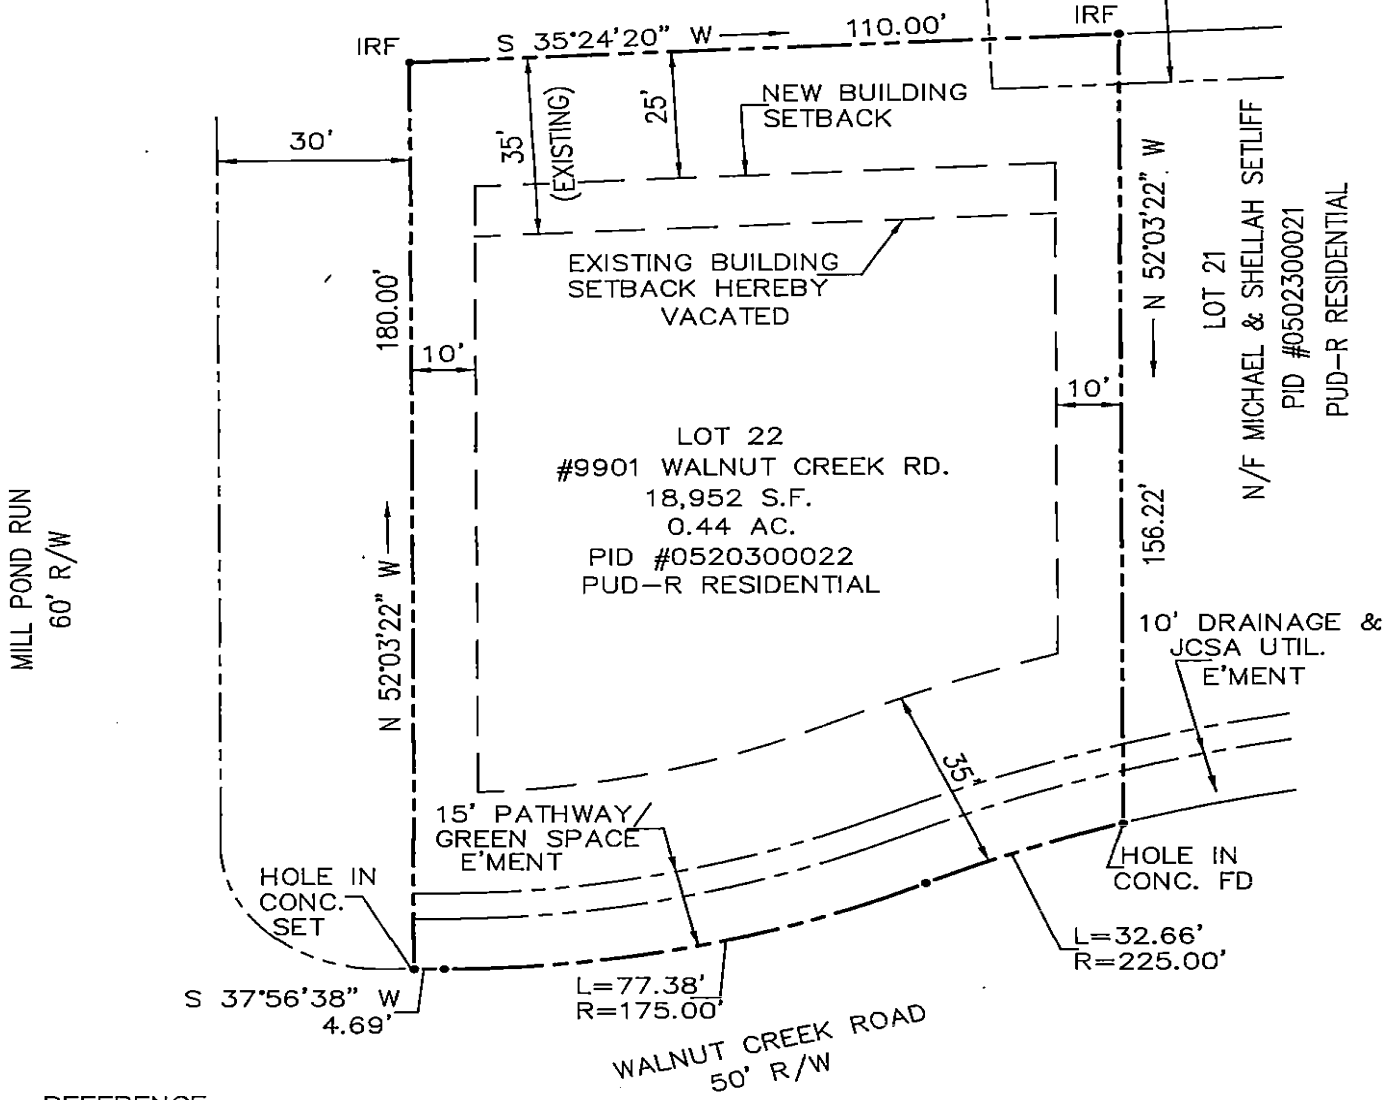 IRF
S 35°24'20" W
110.00'
IRF
30'
35'
(EXISTING)
25'
NEW BUILDING
SETBACK
N 52°03'22" W
EXISTING BUILDING
SETBACK HEREBY
VACATED
180.00'
10'
10'
LOT 21
N/F MICHAEL & SHELLAH SETLIFF
PID #0502300021
PUD-R RESIDENTIAL
LOT 22
#9901 WALNUT CREEK RD.
18,952 S.F.
0.44 AC.
PID #0520300022
PUD-R RESIDENTIAL
MILL POND RUN
60' R/W
N 52°03'22" W
156.22'
10' DRAINAGE &
JCSA UTIL.
E'MENT
35'
15' PATHWAY/
GREEN SPACE
E'MENT
HOLE IN
CONC.
SET
HOLE IN
CONC. FD
S 37°56'38" W
4.69'
L=77.38'
R=175.00'
L=32.66'
R=225.00'
WALNUT CREEK ROAD
50' R/W
REFERENCE